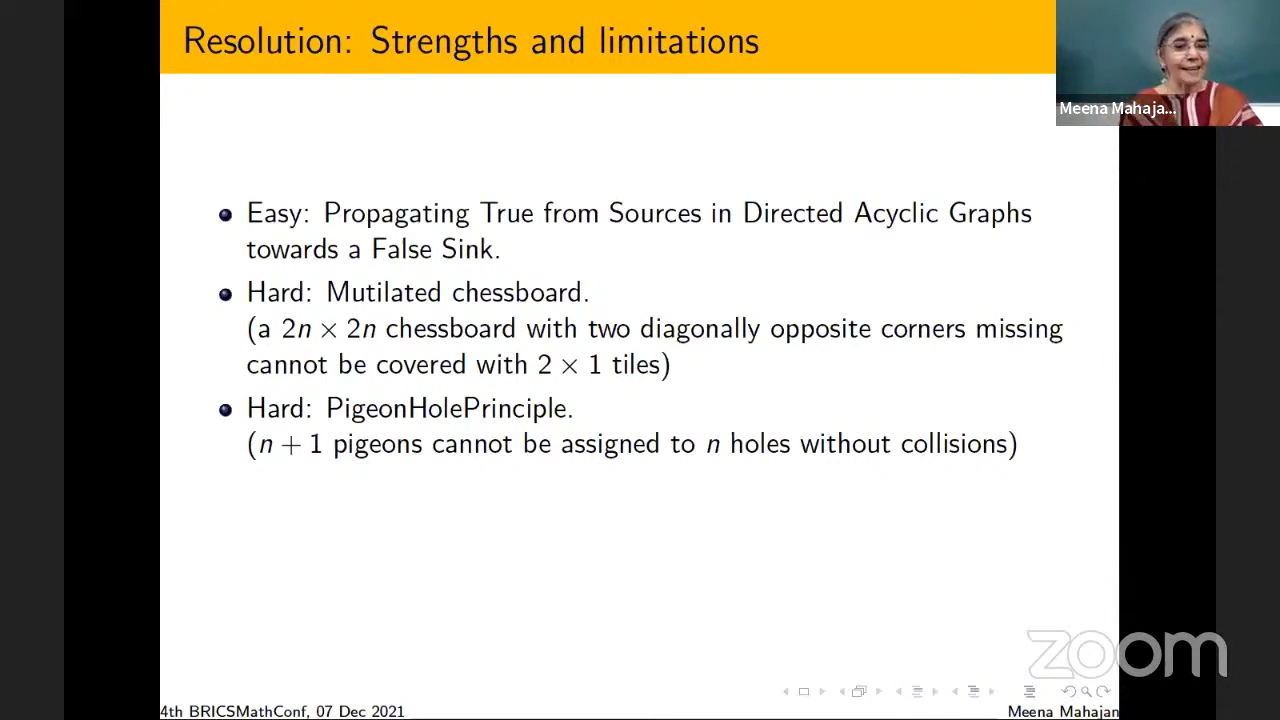 Resolution: Strengths and limitations
Meena Mahaja...
Easy: Propagating True from Sources in Directed Acyclic Graphs
towards a False Sink.
Hard: Mutilated chessboard.
(a 2n × 2n chessboard with two diagonally opposite corners missing
cannot be covered with 2 × 1 tiles)
Hard: PigeonHolePrinciple.
(n + 1 pigeons cannot be assigned to n holes without collisions)
zoom
4th BRICSMathConf, 07 Dec 2021
Meena Mahajan